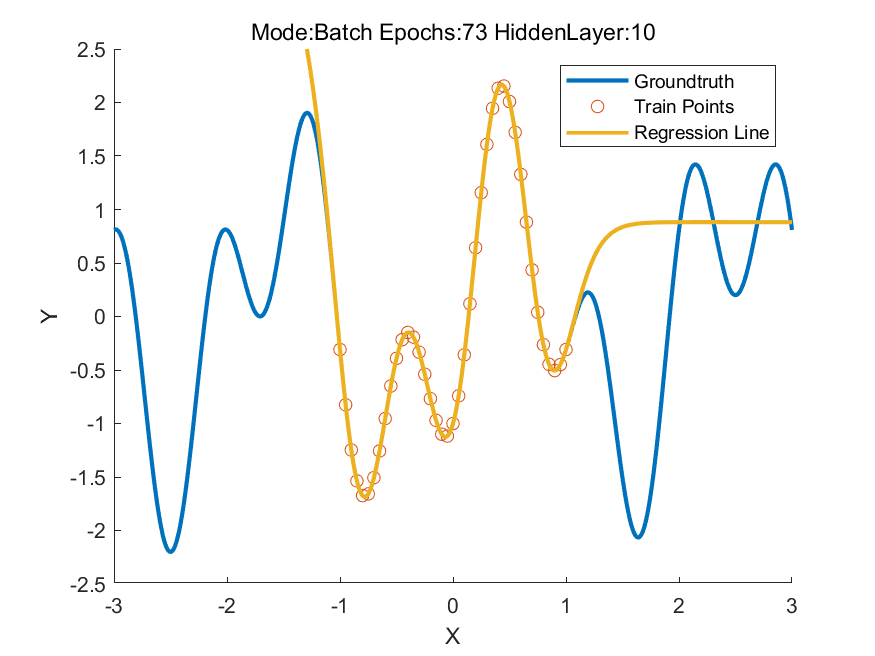 Mode:Batch Epochs:73 HiddenLayer:10
2.5
2
1.5
1
0.5
0
-0.5
-1
-1.5
-2
-2.5
Y
Groundtruth
Train Points
Regression Line
-3 -2 -1 0 1 2 3
X